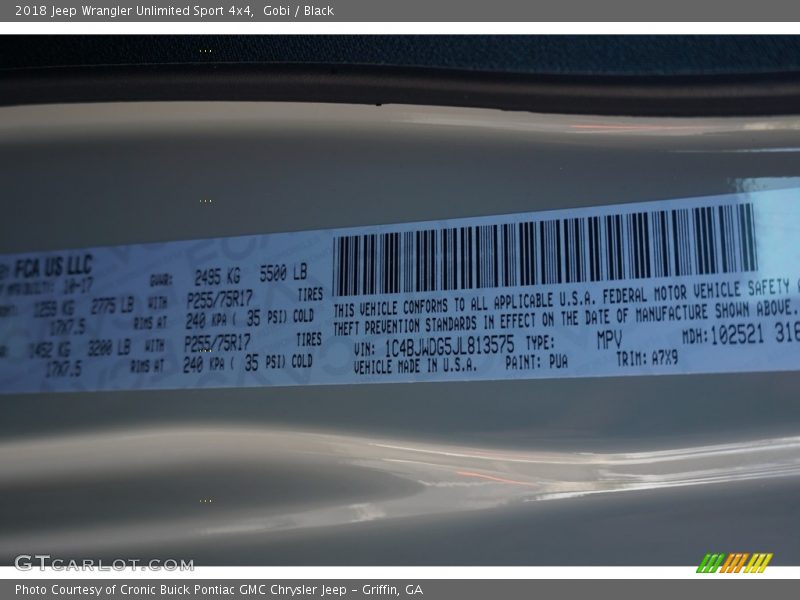 2018 Jeep Wrangler Unlimited Sport 4x4,  Gobi / Black
FCA US LLC
GVWR: 2495 KG 5500 LB
10-17
1259 KG 2775 LB WITH P255/75R17 TIRES
17X7.5 RIMS AT 240 KPA ( 35 PSI) COLD
1452 KG 3200 LB WITH P255/75R17 TIRES
17X7.5 RIMS AT 240 KPA ( 35 PSI) COLD
THIS VEHICLE CONFORMS TO ALL APPLICABLE U.S.A. FEDERAL MOTOR VEHICLE SAFETY
THEFT PREVENTION STANDARDS IN EFFECT ON THE DATE OF MANUFACTURE SHOWN ABOVE.
VIN: 1C4BJWDG5JL813575 TYPE: MPV MDH:102521 316
VEHICLE MADE IN U.S.A. PAINT: PUA TRIM: A7X9
GTCARLOT.COM
Photo Courtesy of Cronic Buick Pontiac GMC Chrysler Jeep - Griffin, GA